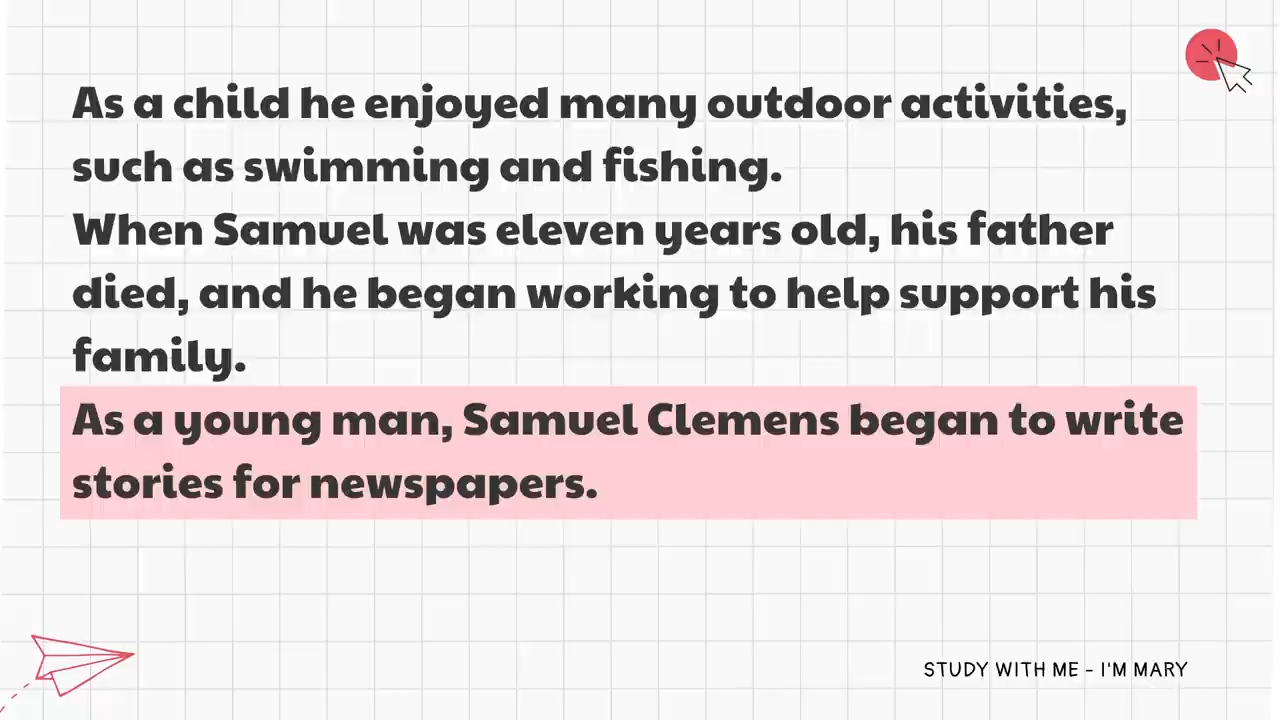 As a child he enjoyed many outdoor activities,
such as swimming and fishing.
When Samuel was eleven years old, his father
died, and he began working to help support his
family.
As a young man, Samuel Clemens began to write
stories for newspapers.
STUDY WITH ME - I'M MARY